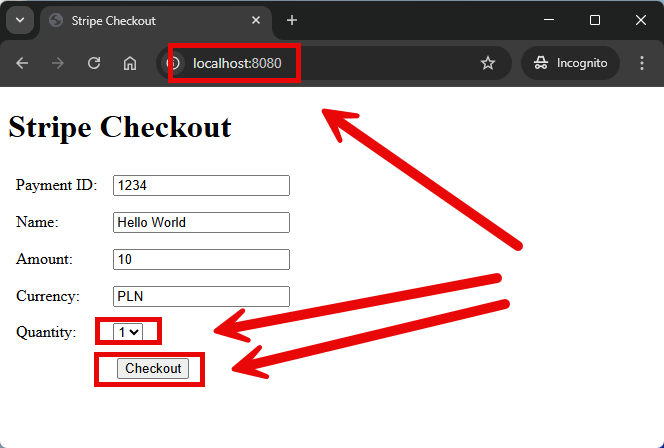 Stripe Checkout
localhost:8080
Incognito
Stripe Checkout
Payment ID: 1234
Name: Hello World
Amount: 10
Currency: PLN
Quantity: 1
Checkout